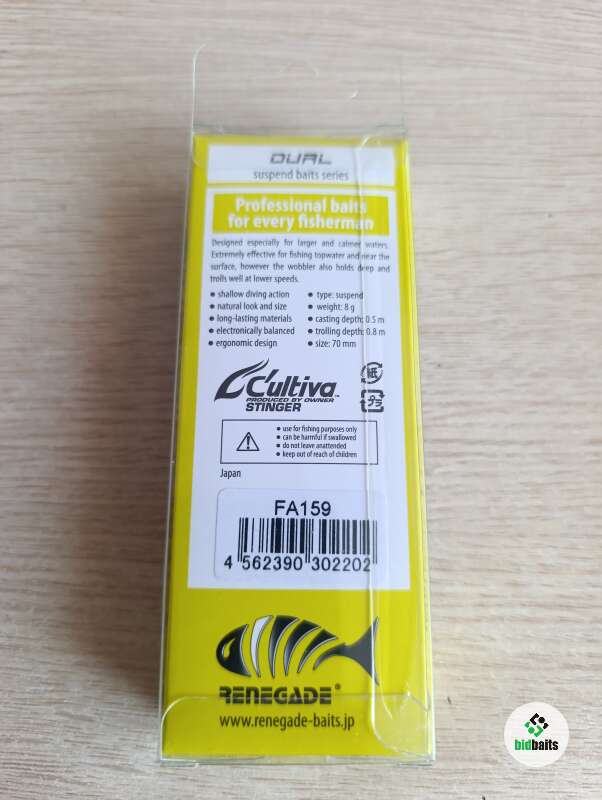 DUAL
suspend baits series
Professional baits
for every fisherman
Designed especially for larger and calmer waters.
Extremely effective for fishing topwater and near the
surface, however the wobbler also holds deep and
trolls well at lower speeds.
• shallow diving action • type: suspend
• natural look and size • weight: 8 g
• long-lasting materials • casting depth: 0.5 m
• electronically balanced • trolling depth: 0.8 m
• ergonomic design • size: 70 mm
C'ultiva™
PRODUCED BY OWNER
STINGER
紙
プラ
• use for fishing purposes only
• can be harmful if swallowed
• do not leave anattended
• keep out of reach of children
Japan
FA159
4 562390 302202
RENEGADE®
www.renegade-baits.jp
bidbaits